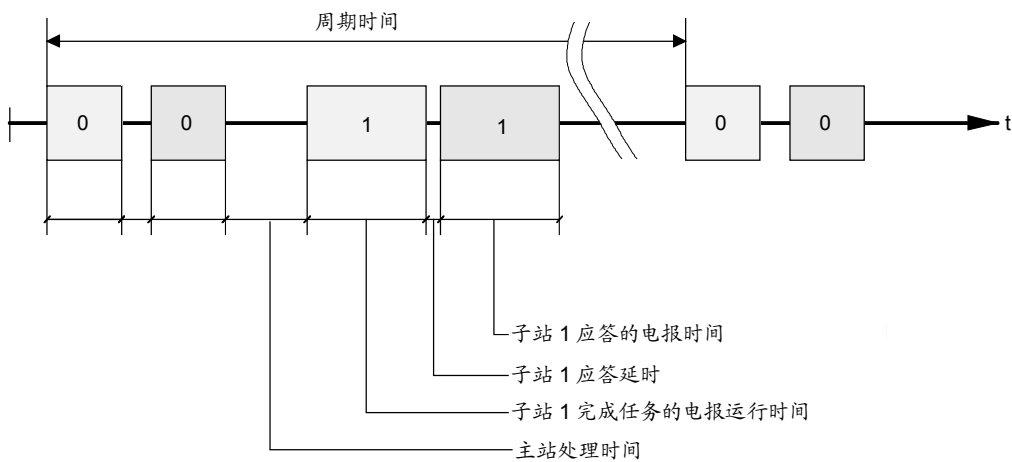 周期时间
0 0 1 1 0 0 t
子站 1 应答的电报时间
子站 1 应答延时
子站 1 完成任务的电报运行时间
主站处理时间